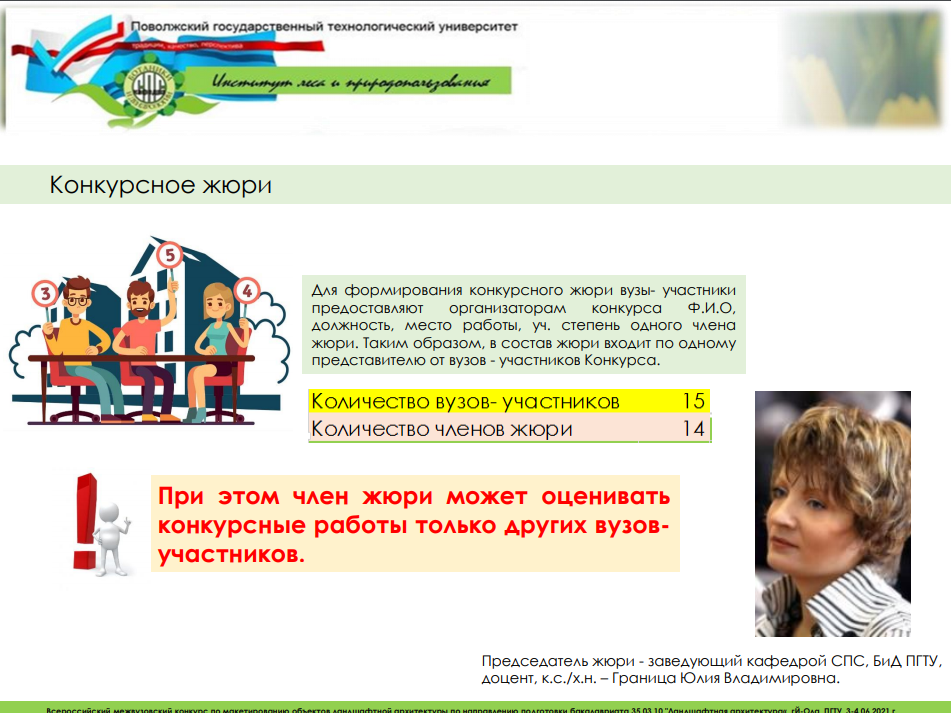 Поволжский государственный технологический университет
традиции, качество, перспектива
Институт леса и природопользования
Конкурсное жюри
3
5
4
Для формирования конкурсного жюри вузы- участники
предоставляют организаторам конкурса Ф.И.О,
должность, место работы, уч. степень одного члена
жюри. Таким образом, в состав жюри входит по одному
представителю от вузов - участников Конкурса.
Количество вузов- участников 15
Количество членов жюри 14
При этом член жюри может оценивать
конкурсные работы только других вузов-
участников.
Председатель жюри - заведующий кафедрой СПС, БиД ПГТУ,
доцент, к.с./х.н. – Граница Юлия Владимировна.
Всероссийский межвузовский конкурс по макетированию объектов ландшафтной архитектуры по направлению подготовки бакалавриата 35.03.10 "Ландшафтная архитектура", гЙ-Ола, ПГТУ, 3-4.06.2021 г.